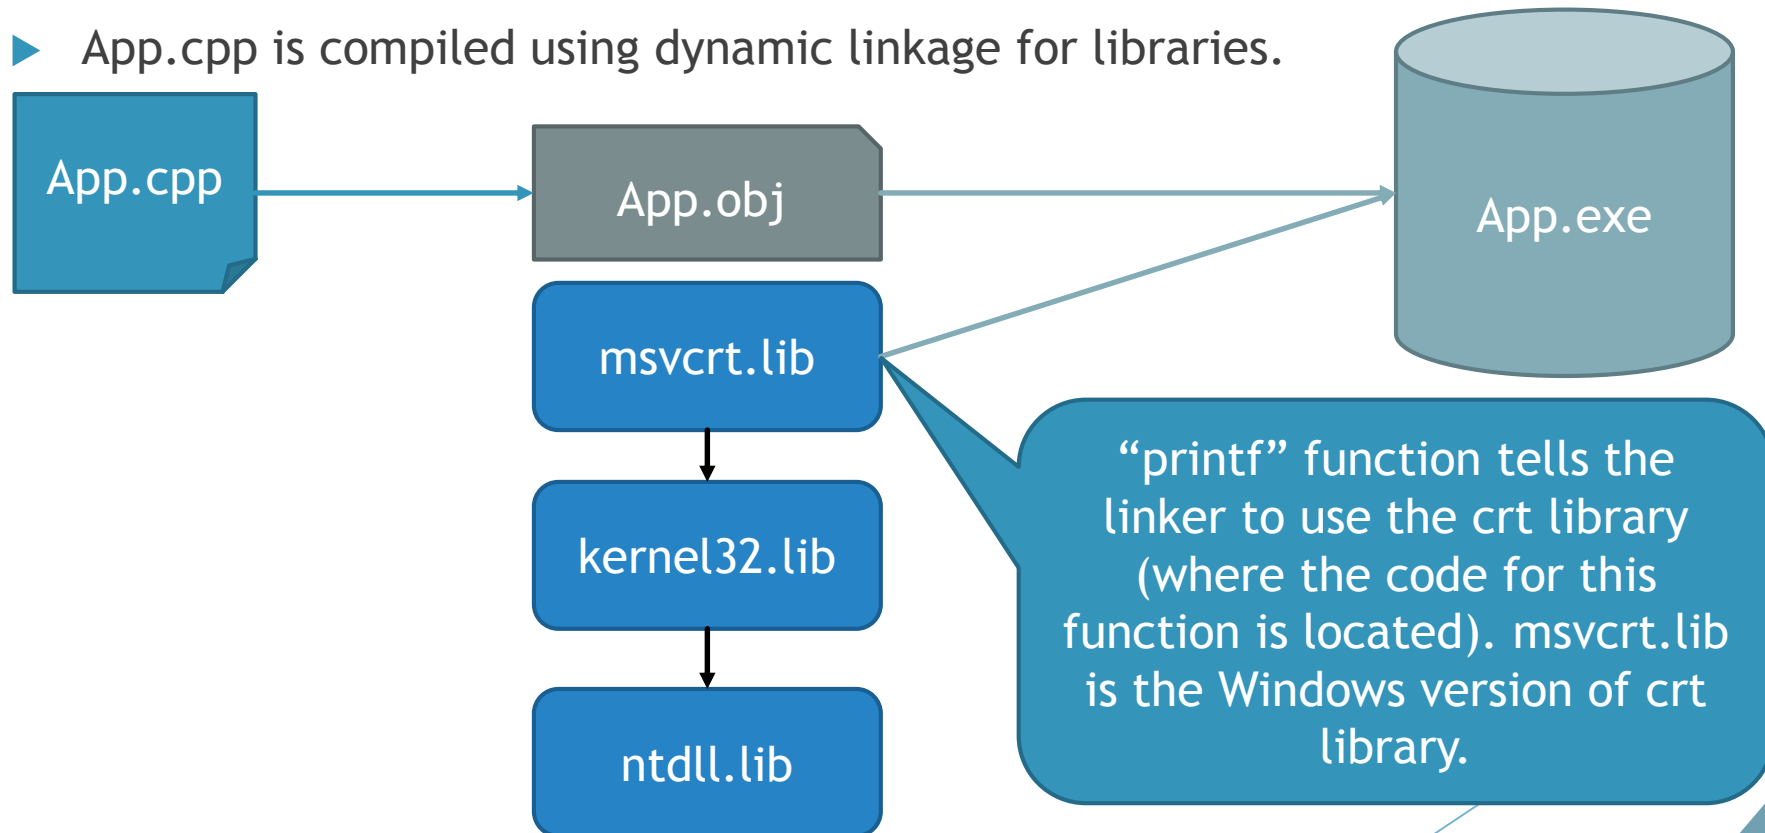 App.cpp is compiled using dynamic linkage for libraries.
App.cpp
App.obj
App.exe
msvcrt.lib
kernel32.lib
ntdll.lib
“printf” function tells the
linker to use the crt library
(where the code for this
function is located). msvcrt.lib
is the Windows version of crt
library.